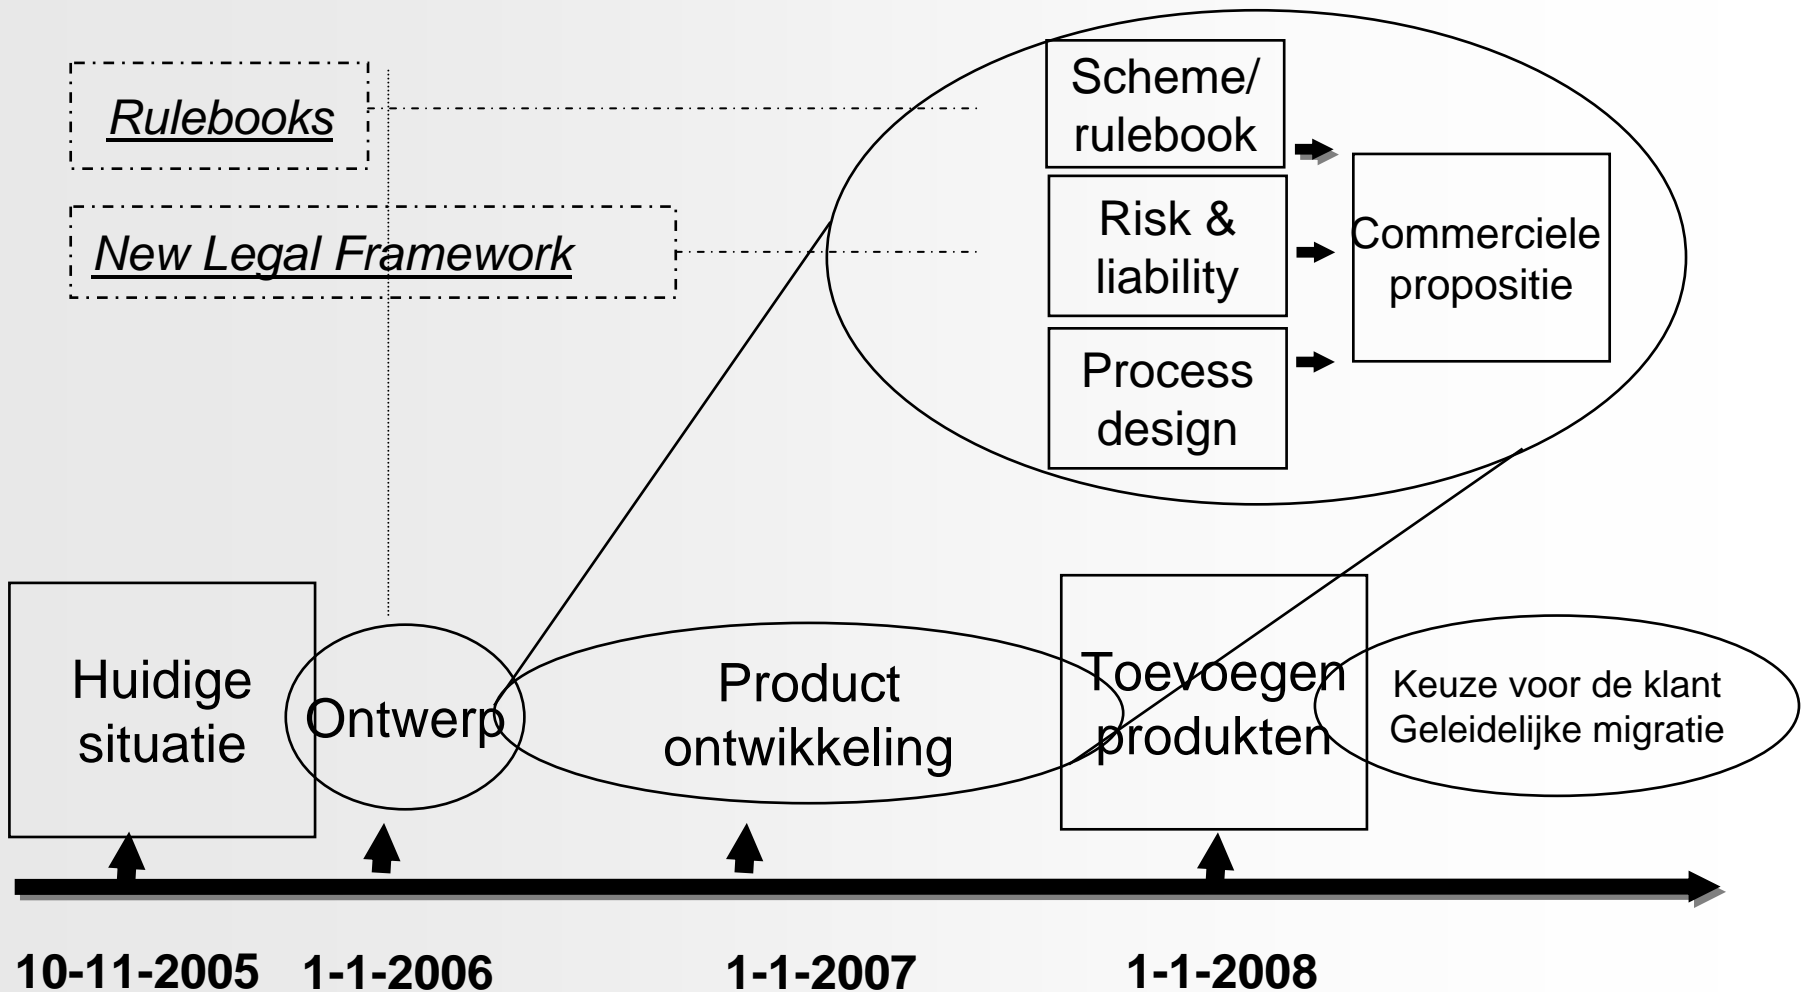 Rulebooks
New Legal Framework
Scheme/
rulebook
Risk &
liability
Process
design
Commerciele
propositie
Huidige
situatie
Ontwerp
Product
ontwikkeling
Toevoegen
produkten
Keuze voor de klant
Geleidelijke migratie
10-11-2005
1-1-2006
1-1-2007
1-1-2008